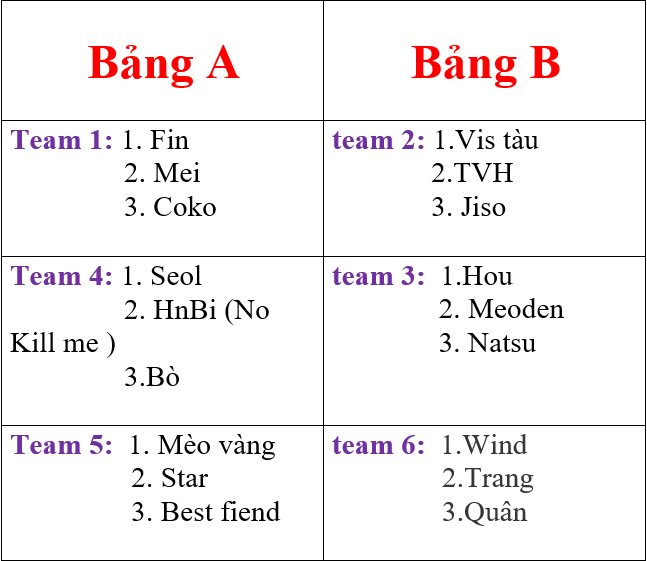 Bảng A
Bảng B
Team 1: 1. Fin
2. Mei
3. Coko
team 2: 1.Vis tàu
2.TVH
3. Jiso
Team 4: 1. Seol
2. HnBi (No
Kill me )
3.Bò
team 3: 1.Hou
2. Meoden
3. Natsu
Team 5: 1. Mèo vàng
2. Star
3. Best fiend
team 6: 1.Wind
2.Trang
3.Quân